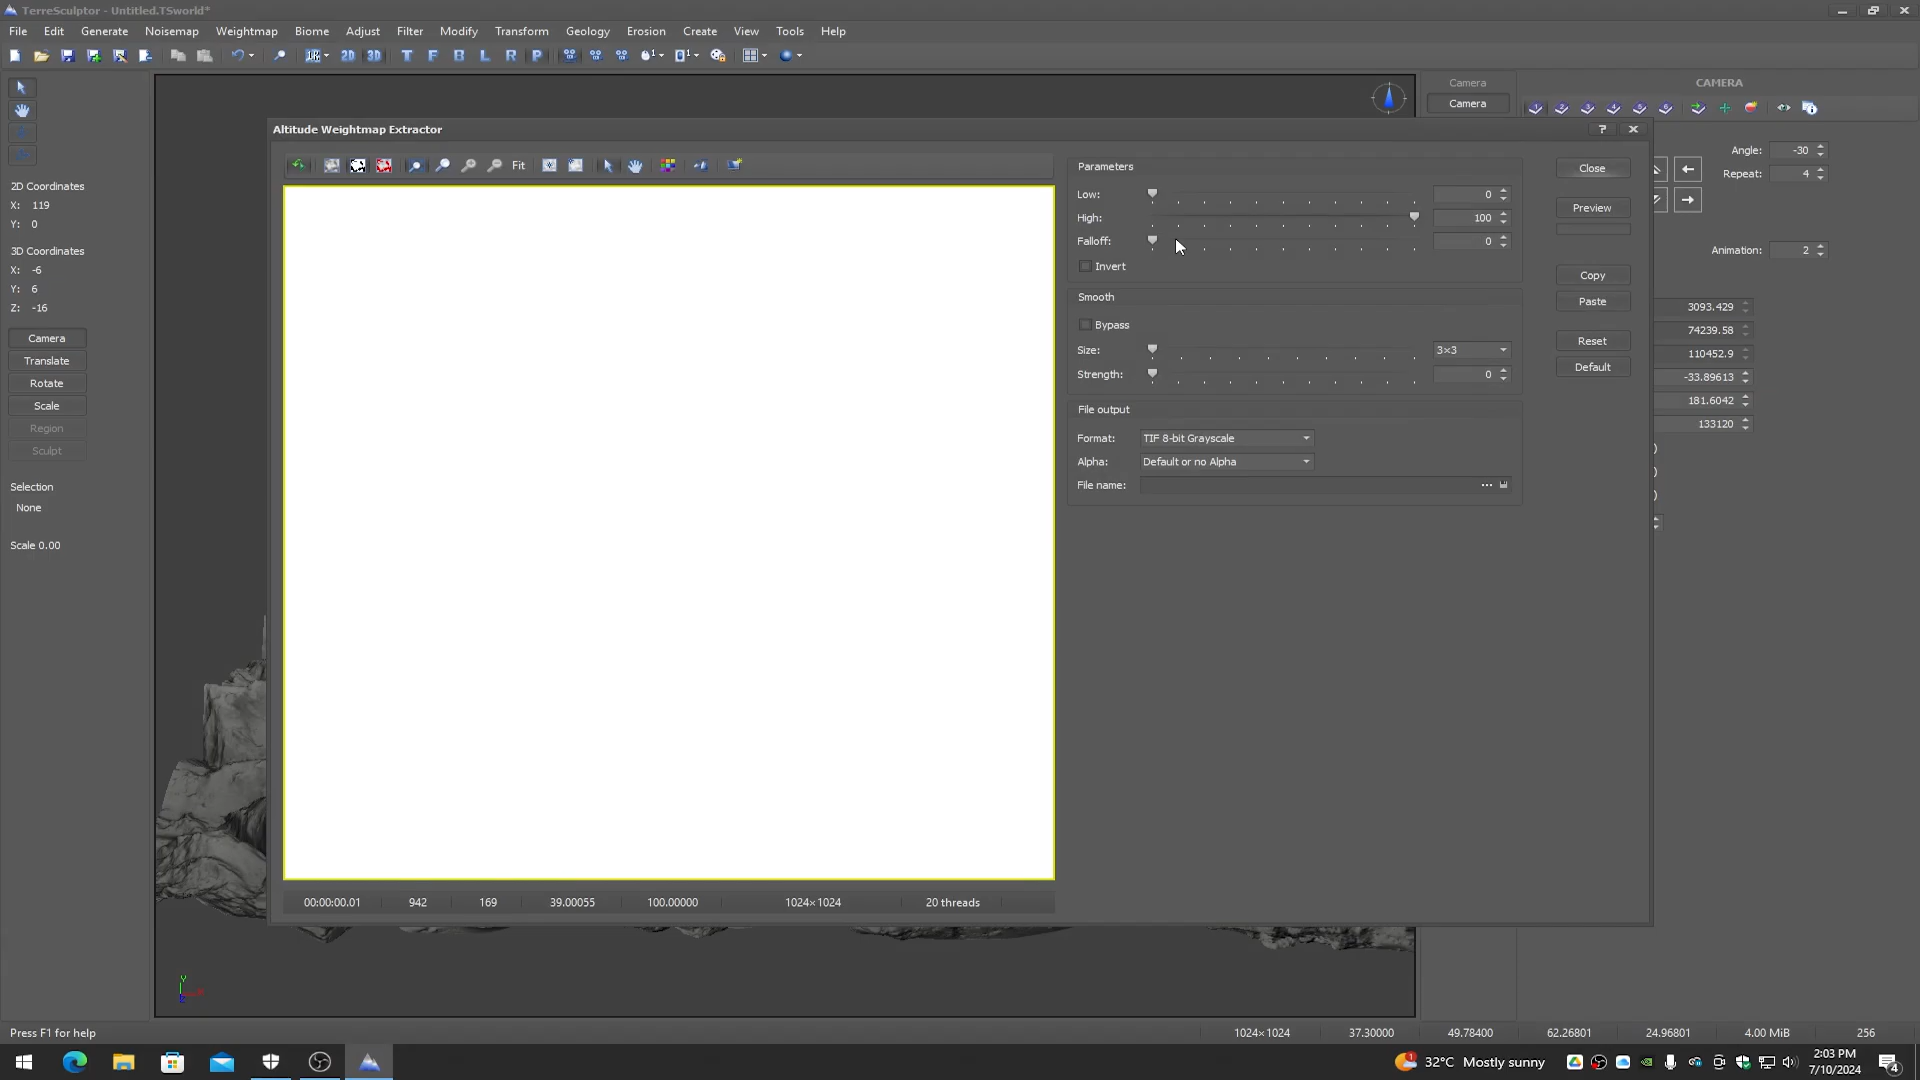 TerreSculptor - Untitled.TSworld*
File Edit Generate Noisemap Weightmap Biome Adjust Filter Modify Transform Geology Erosion Create View Tools Help
2D 3D T F B L R P
Camera
Camera
CAMERA
2D Coordinates
X: 119
Y: 0
3D Coordinates
X: -6
Y: 6
Z: -16
Camera
Translate
Rotate
Scale
Region
Sculpt
Selection
None
Scale 0.00
Altitude Weightmap Extractor
Fit
Parameters
Low: 0
High: 100
Falloff: 0
Invert
Smooth
Bypass
Size: 3×3
Strength: 0
File output
Format: TIF 8-bit Grayscale
Alpha: Default or no Alpha
File name:
Close
Preview
Copy
Paste
Reset
Default
Angle: -30
Repeat: 4
Animation: 2
3093.429
74239.58
110452.9
-33.89613
181.6042
133120
00:00:00.01 942 169 39.00055 100.00000 1024×1024 20 threads
Press F1 for help 1024×1024 37.30000 49.78400 62.26801 24.96801 4.00 MiB 256
32°C Mostly sunny
2:03 PM
7/10/2024